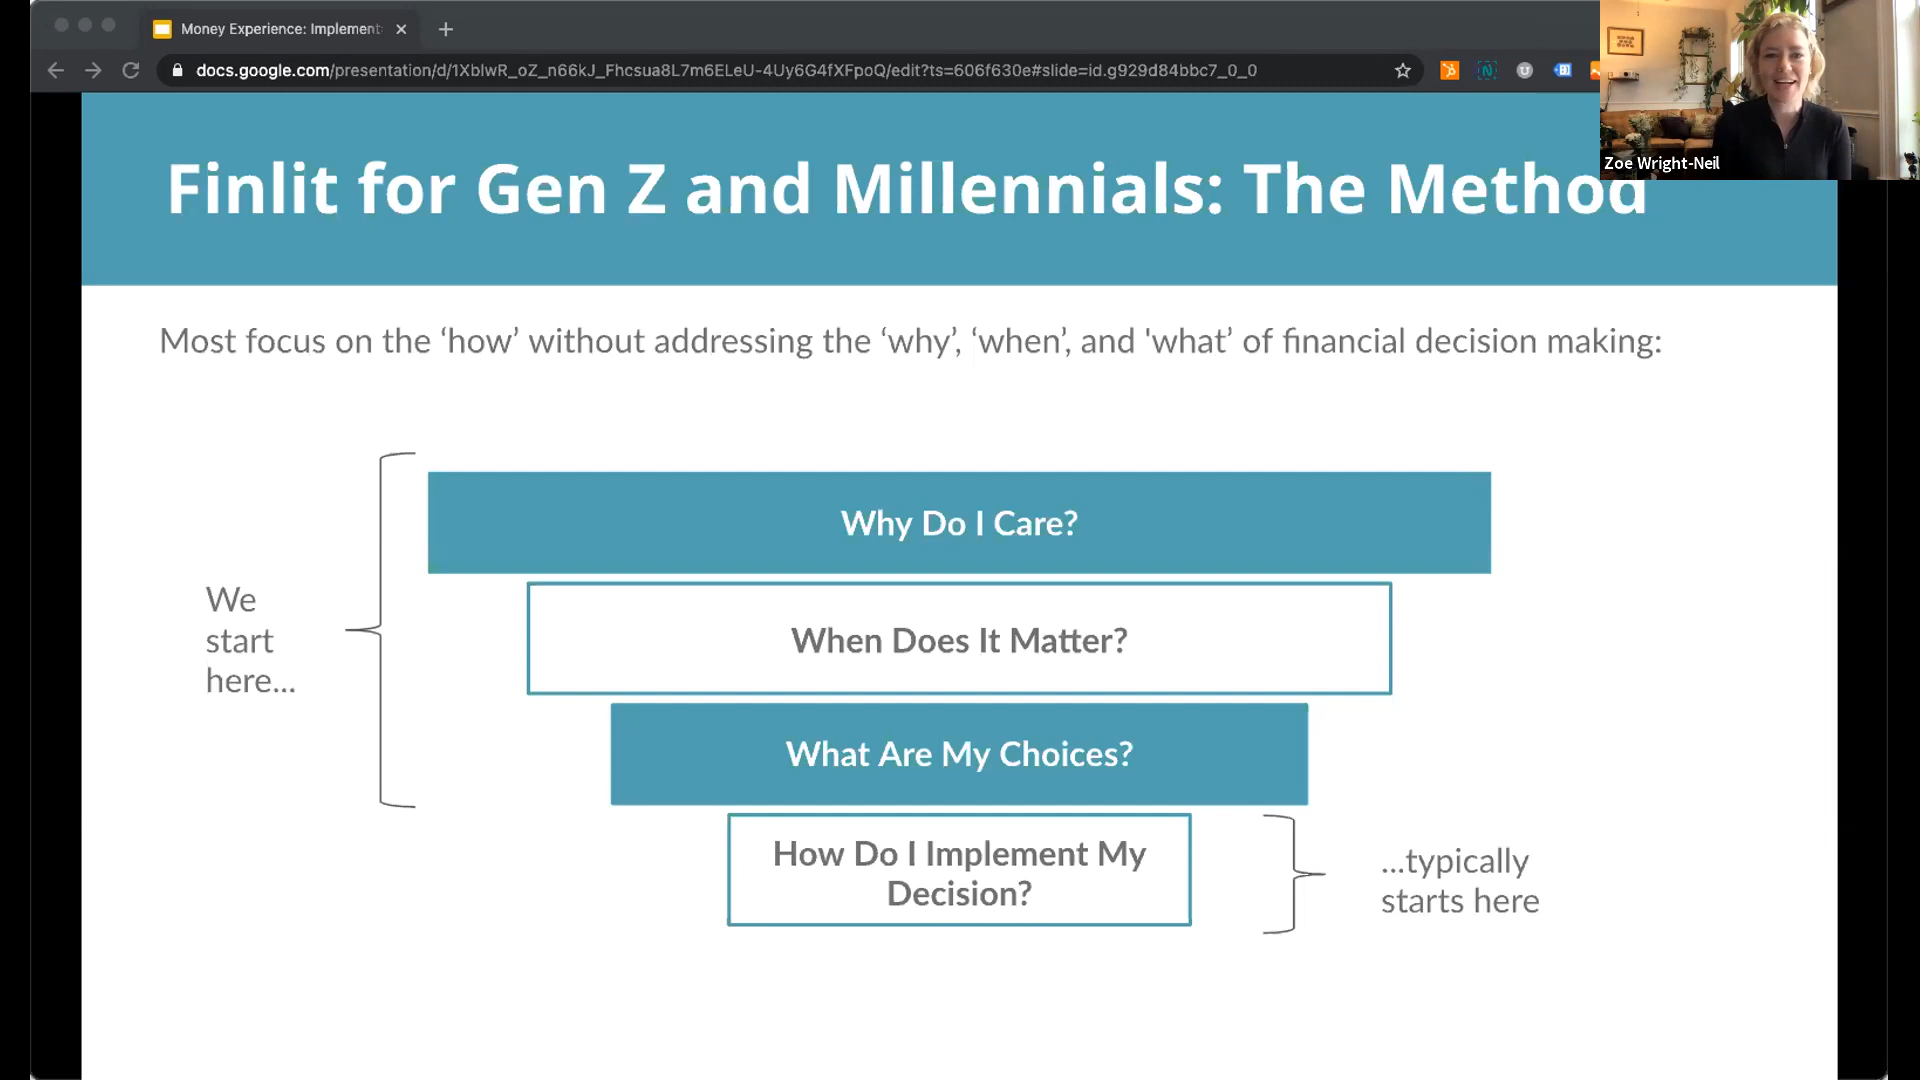 Money Experience: Implement
docs.google.com/presentation/d/1XblwR_oZ_n66kJ_Fhcsua8L7m6ELeU-4Uy6G4fXFpoQ/edit?ts=606f630e#slide=id.g929d84bbc7_0_0
Zoe Wright-Neil
Finlit for Gen Z and Millennials: The Method
Most focus on the ‘how’ without addressing the ‘why’, ‘when’, and 'what’ of financial decision making:
Why Do I Care?
When Does It Matter?
What Are My Choices?
How Do I Implement My
Decision?
We
start
here...
...typically
starts here